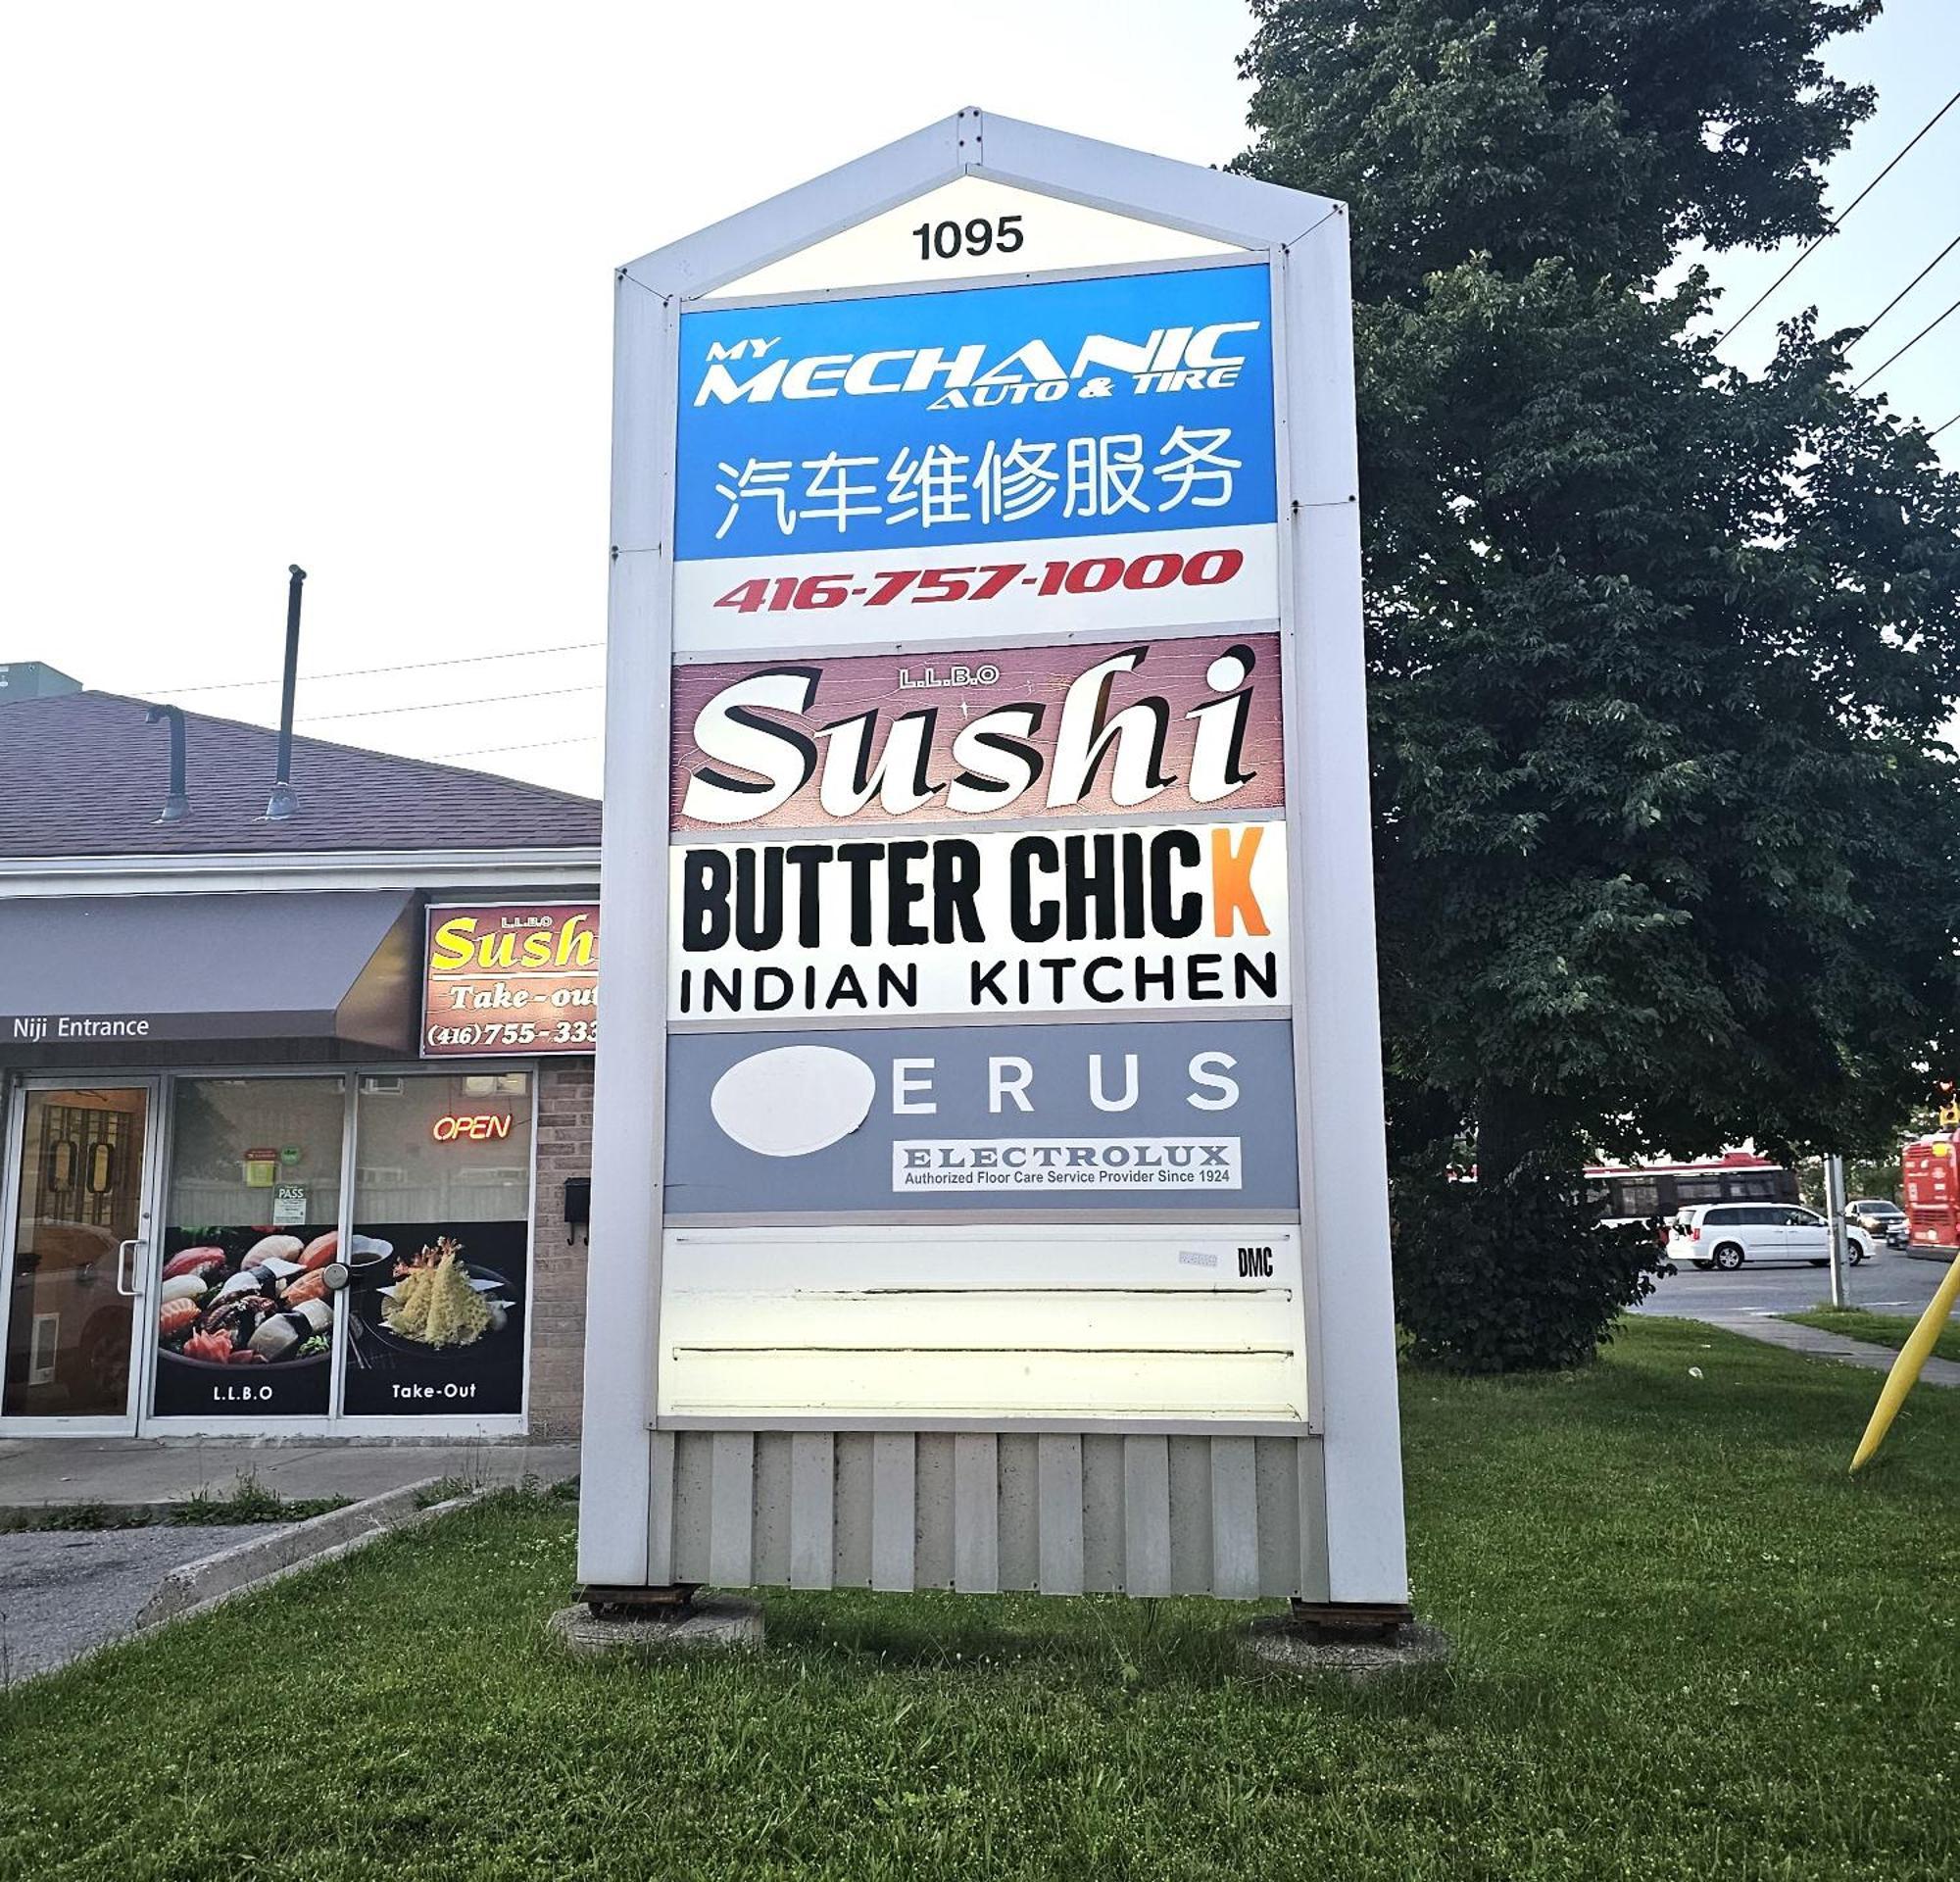 1095
MY
MECHANIC
AUTO & TIRE
汽车维修服务
416-757-1000
L.L.B.O
Sushi
BUTTER CHICK
INDIAN KITCHEN
ERUS
ELECTROLUX
Authorized Floor Care Service Provider Since 1924
DMC
L.L.B.O
Sush
Take-out
(416)755-333
Niji Entrance
OPEN
PASS
L.L.B.O
Take-Out